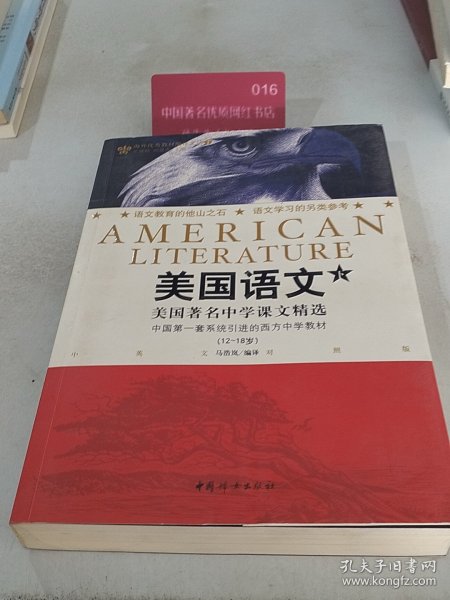 016
中国著名优质网红书店
★语文教育的他山之石 ★ 语文学习的另类参考★
AMERICAN
LITERATURE
美国语文上
美国著名中学课文精选
中国第一套系统引进的西方中学教材
(12~18岁)
中 英 文 马浩岚/编译 对 照 版
中国妇女出版社
孔夫子旧书网
www.kongfz.com